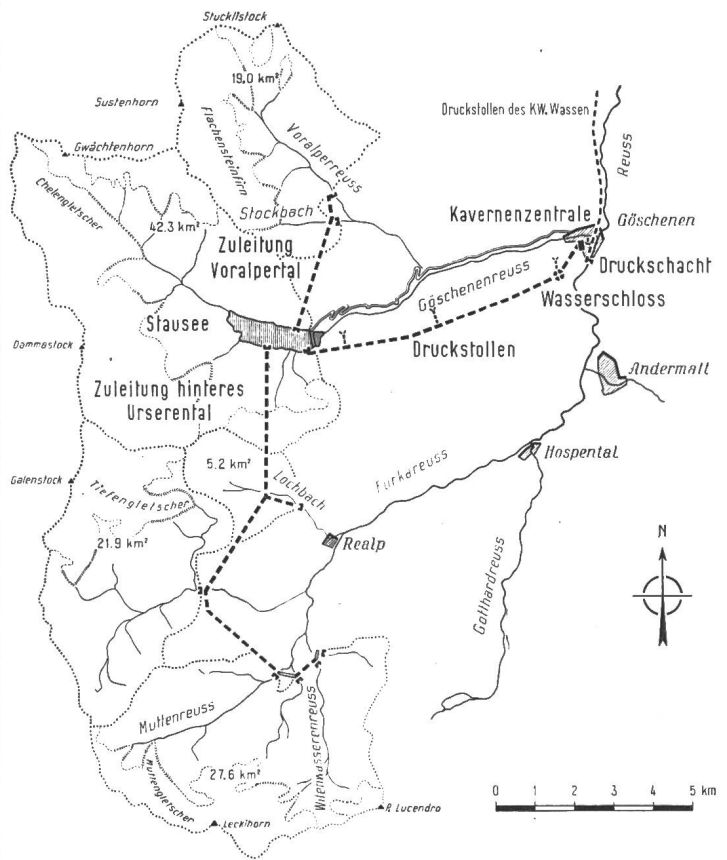 Stucklistock
19.0 km²
Sustenhorn
Flachensteinfirn
Voralperreuss
Druckstollen des KW. Wassen
Reuss
Gwächtenhorn
Chelengletscher
42.3 km²
Stockbach
Kavernenzentrale
Göschenen
Zuleitung
Voralpertal
Druckschacht
Göschenenreuss
Wasserschloss
Stausee
Druckstollen
Dammastock
Andermatt
Zuleitung hinteres
Urserental
Hospental
5.2 km²
Lochbach
Furkareuss
Galenstock
Tiefengletscher
21.9 km²
Realp
N
Gotthardreuss
Muttenreuss
Witenwasserenreuss
27.6 km²
Muttengletscher
Leckihorn
P. Lucendro
0 1 2 3 4 5 km